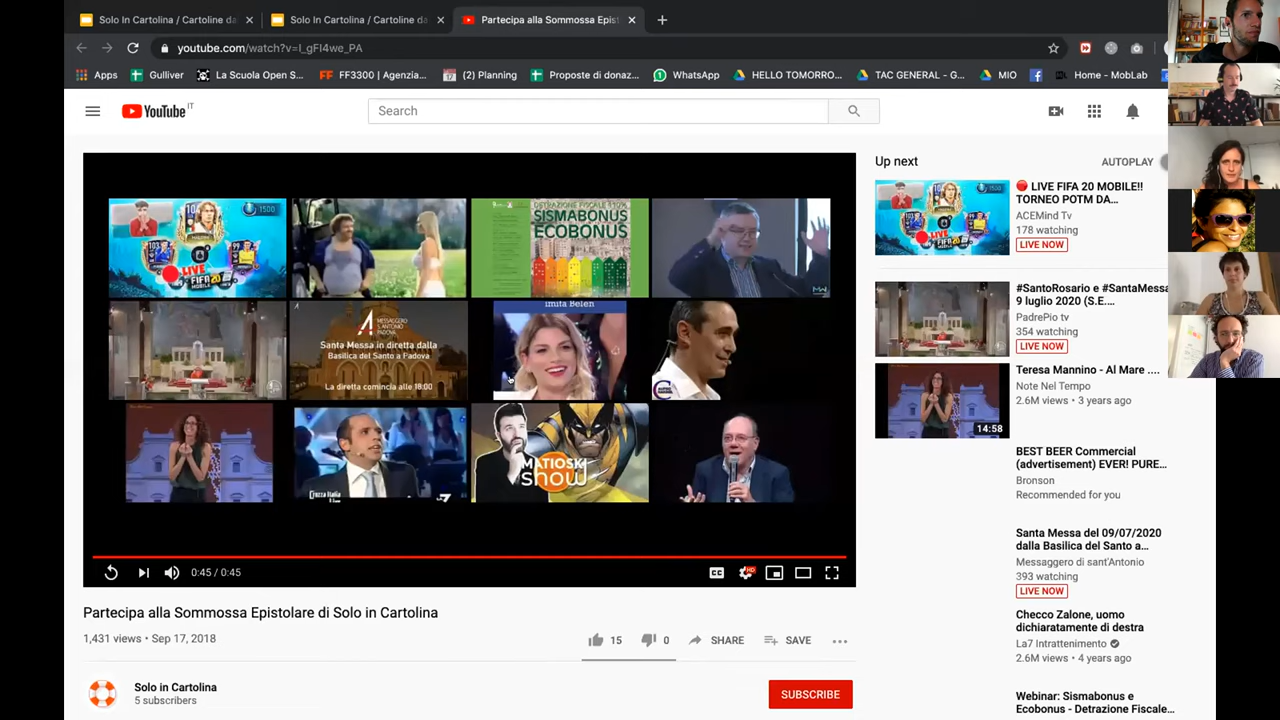 Solo In Cartolina / Cartoline da
Solo In Cartolina / Cartoline da
Partecipa alla Sommossa Epist
youtube.com/watch?v=l_gFI4we_PA
Apps
Gulliver
La Scuola Open S...
FF3300 | Agenzia...
(2) Planning
Proposte di donaz...
WhatsApp
HELLO TOMORRO...
TAC GENERAL - G...
MIO
Home - MobLab
YouTube IT
Search
Up next
AUTOPLAY
LIVE FIFA 20 MOBILE!!
TORNEO POTM DA...
ACEMind Tv
178 watching
LIVE NOW
#SantoRosario e #SantaMessa
9 luglio 2020 (S.E....
PadrePio tv
354 watching
LIVE NOW
Teresa Mannino - Al Mare ....
Note Nel Tempo
2.6M views • 3 years ago
14:58
BEST BEER Commercial
(advertisement) EVER! PURE...
Bronson
Recommended for you
Santa Messa del 09/07/2020
dalla Basilica del Santo a...
Messaggero di sant'Antonio
393 watching
LIVE NOW
Checco Zalone, uomo
dichiaratamente di destra
La7 Intrattenimento
2.6M views • 4 years ago
Webinar: Sismabonus e
Ecobonus - Detrazione Fiscale...
LIVE
FIFA 20
MOBILE
DETRAZIONE FISCALE 110%
SISMABONUS
ECOBONUS
MESSAGGERO
S. ANTONIO
PADOVA
Santa Messa in diretta dalla
Basilica del Santo a Padova
La diretta comincia alle 18:00
imita Belen
MATIOSKI
SHOW
0:45 / 0:45
CC
HD
Partecipa alla Sommossa Epistolare di Solo in Cartolina
1,431 views • Sep 17, 2018
15
0
SHARE
SAVE
Solo in Cartolina
5 subscribers
SUBSCRIBE